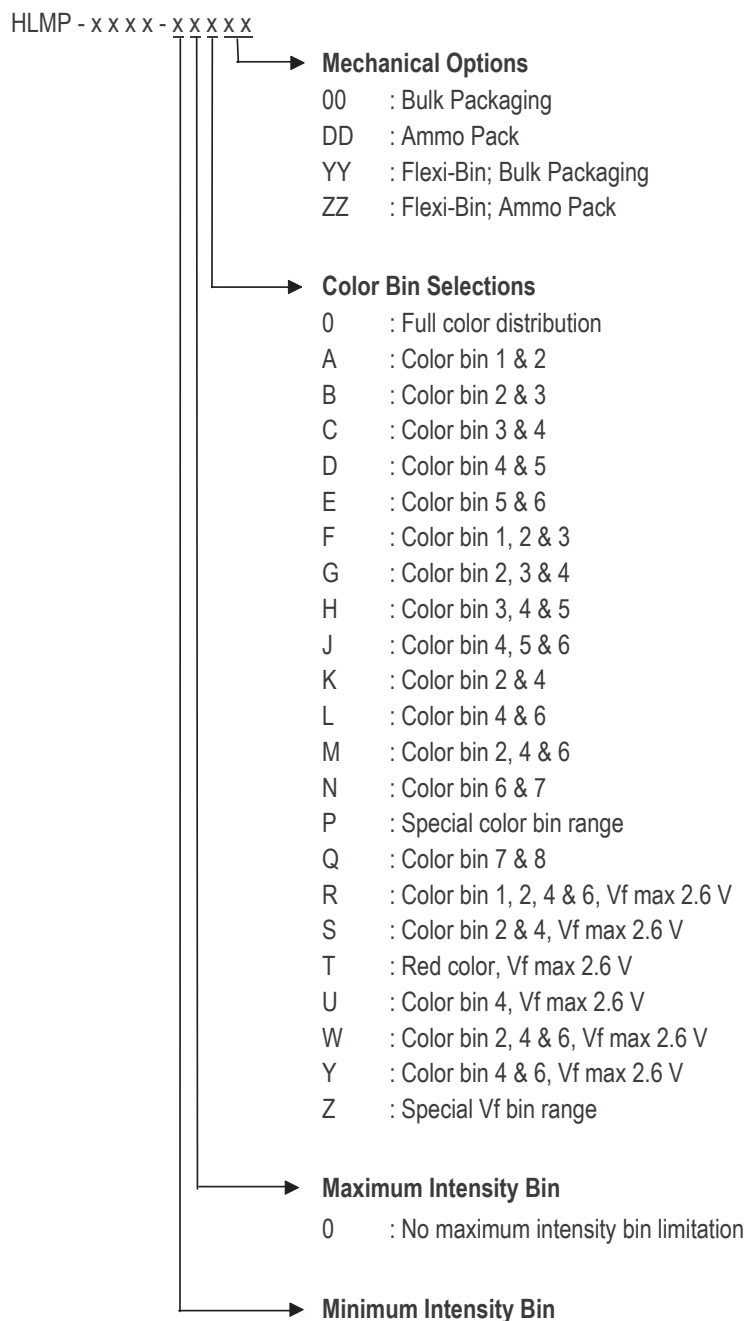 HLMP - x x x x - x x x x x
Mechanical Options
00 : Bulk Packaging
DD : Ammo Pack
YY : Flexi-Bin; Bulk Packaging
ZZ : Flexi-Bin; Ammo Pack
Color Bin Selections
0 : Full color distribution
A : Color bin 1 & 2
B : Color bin 2 & 3
C : Color bin 3 & 4
D : Color bin 4 & 5
E : Color bin 5 & 6
F : Color bin 1, 2 & 3
G : Color bin 2, 3 & 4
H : Color bin 3, 4 & 5
J : Color bin 4, 5 & 6
K : Color bin 2 & 4
L : Color bin 4 & 6
M : Color bin 2, 4 & 6
N : Color bin 6 & 7
P : Special color bin range
Q : Color bin 7 & 8
R : Color bin 1, 2, 4 & 6, Vf max 2.6 V
S : Color bin 2 & 4, Vf max 2.6 V
T : Red color, Vf max 2.6 V
U : Color bin 4, Vf max 2.6 V
W : Color bin 2, 4 & 6, Vf max 2.6 V
Y : Color bin 4 & 6, Vf max 2.6 V
Z : Special Vf bin range
Maximum Intensity Bin
0 : No maximum intensity bin limitation
Minimum Intensity Bin